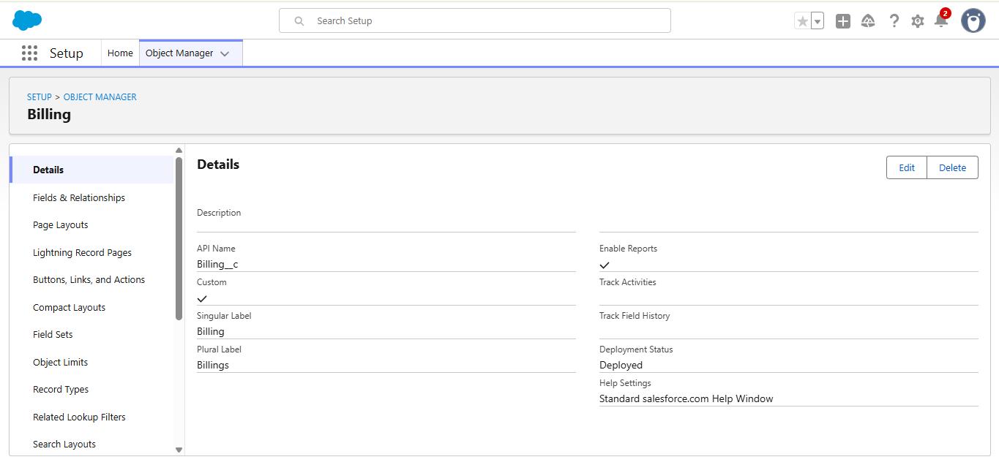 Search Setup
2
Setup
Home
Object Manager
SETUP > OBJECT MANAGER
Billing
Details
Fields & Relationships
Page Layouts
Lightning Record Pages
Buttons, Links, and Actions
Compact Layouts
Field Sets
Object Limits
Record Types
Related Lookup Filters
Search Layouts
Details
Edit
Delete
Description
API Name
Billing__c
Custom
Singular Label
Billing
Plural Label
Billings
Enable Reports
Track Activities
Track Field History
Deployment Status
Deployed
Help Settings
Standard salesforce.com Help Window